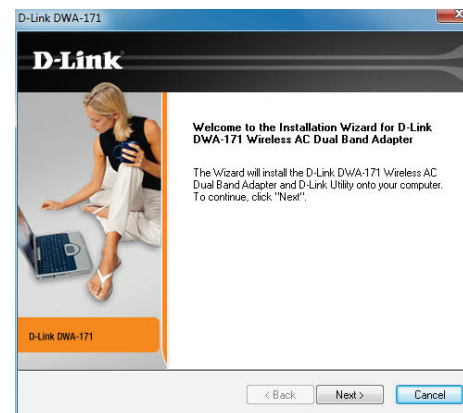 D-Link DWA-171
D-Link
Welcome to the Installation Wizard for D-Link
DWA-171 Wireless AC Dual Band Adapter
The Wizard will install the D-Link DWA-171 Wireless AC
Dual Band Adapter and D-Link Utility onto your computer.
To continue, click "Next".
D-Link DWA-171
< Back
Next >
Cancel